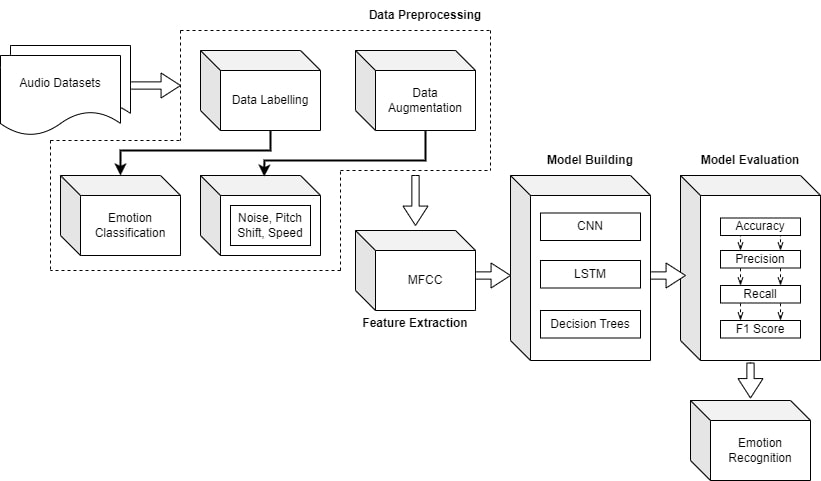 Data Preprocessing
Audio Datasets
Data Labelling
Data
Augmentation
Emotion
Classification
Noise, Pitch
Shift, Speed
MFCC
Feature Extraction
Model Building
CNN
LSTM
Decision Trees
Model Evaluation
Accuracy
Precision
Recall
F1 Score
Emotion
Recognition